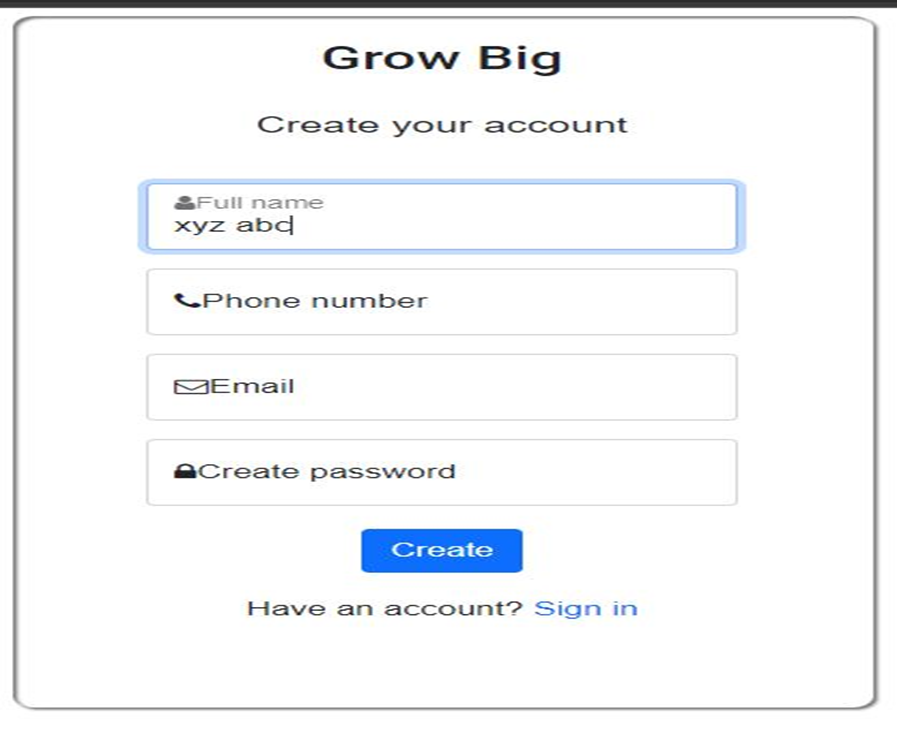 Grow Big
Create your account
Full name
xyz abc
Phone number
Email
Create password
Create
Have an account? Sign in